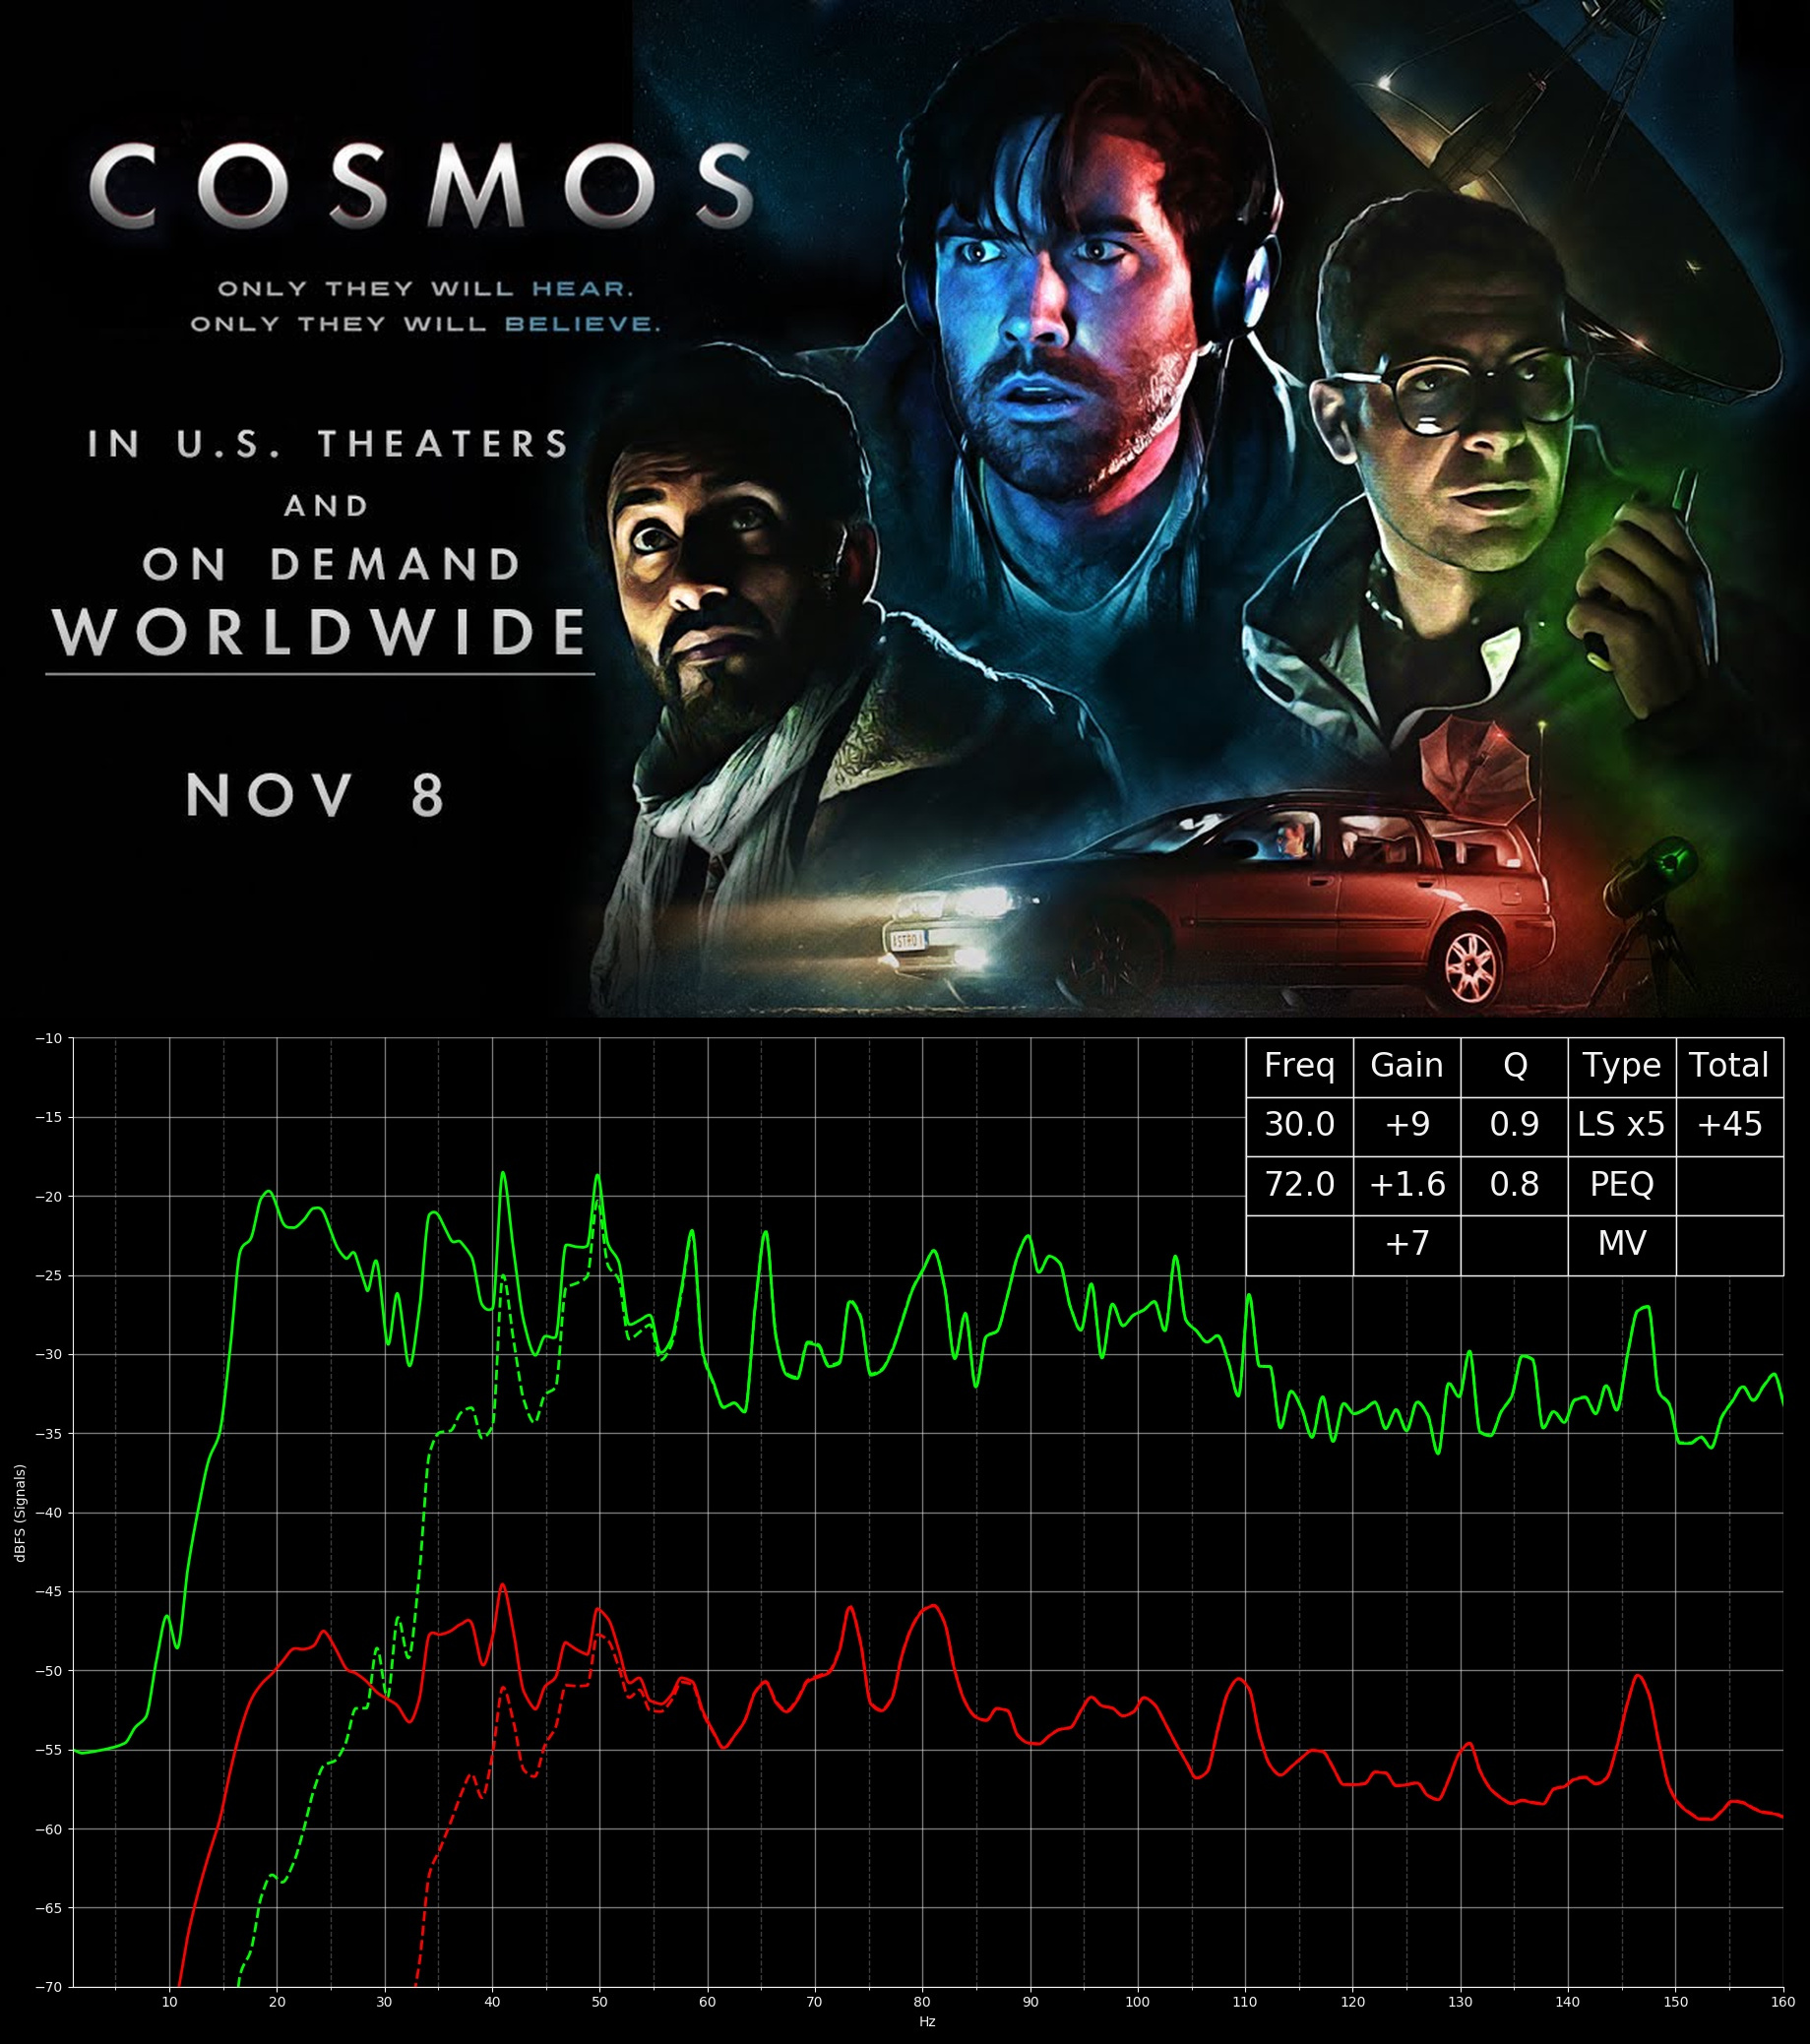 COSMOS
ONLY THEY WILL HEAR.
ONLY THEY WILL BELIEVE.
IN U.S. THEATERS
AND
ON DEMAND
WORLDWIDE
NOV 8
Freq Gain Q Type Total
30.0 +9 0.9 LS x5 +45
72.0 +1.6 0.8 PEQ
+7 MV
−10
−15
−20
−25
−30
−35
−40
−45
−50
−55
−60
−65
−70
dBFS (Signals)
10 20 30 40 50 60 70 80 90 100 110 120 130 140 150 160
Hz